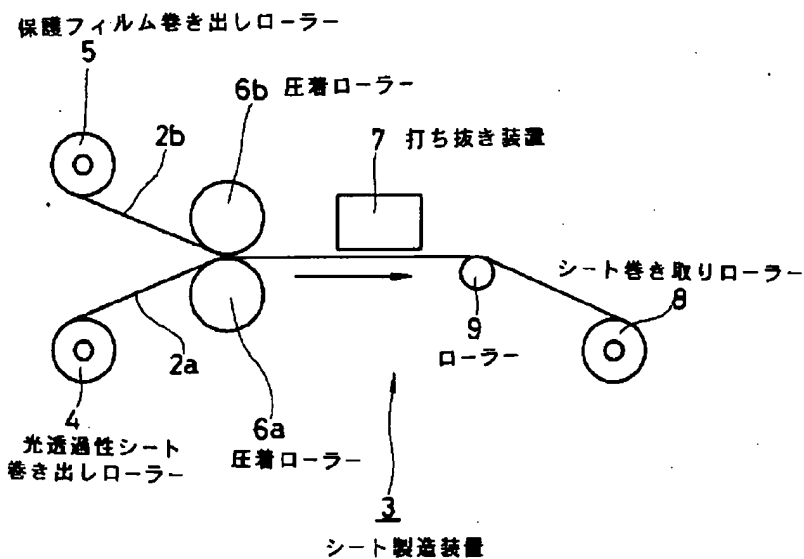 保護フィルム巻き出しローラー
5
6b 圧着ローラー
2b
7 打ち抜き装置
シート巻き取りローラー
8
9
ローラー
2a
4
光透過性シート
巻き出しローラー
6a
圧着ローラー
3
シート製造装置